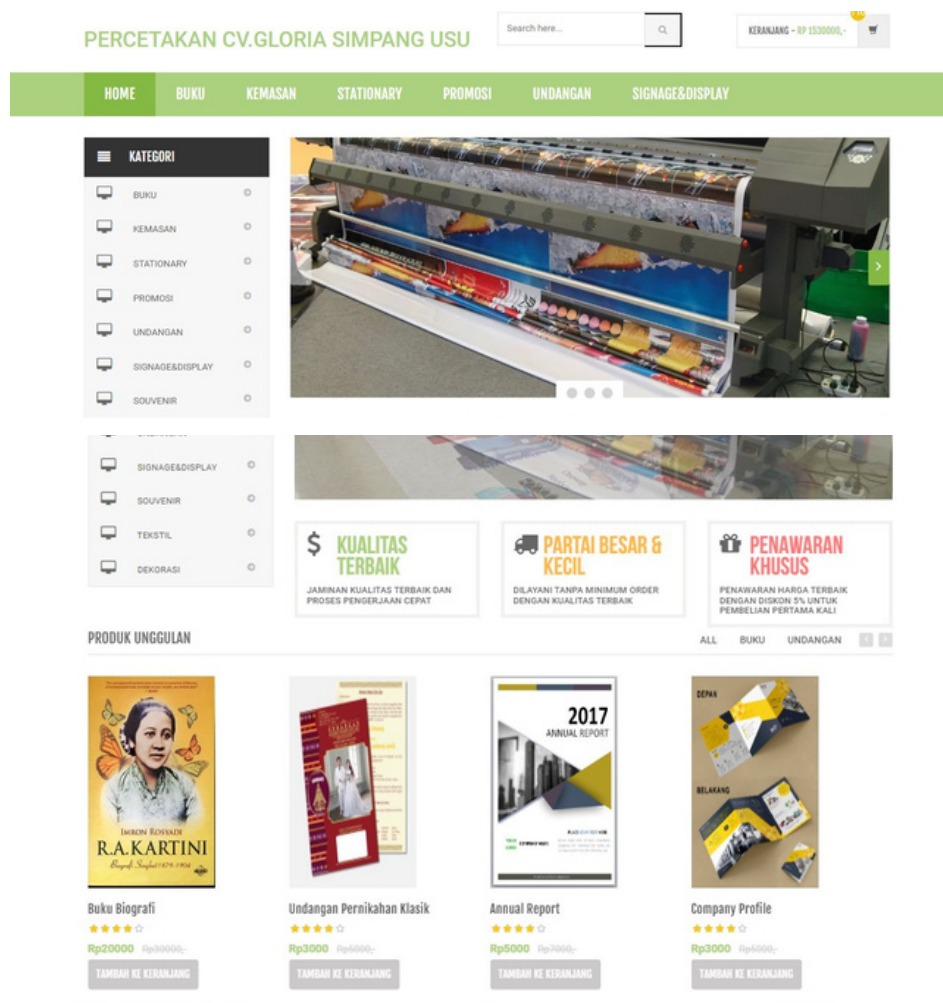 PERCETAKAN CV.GLORIA SIMPANG USU
Search here...
KERANJANG - RP 1530000,-
HOME BUKU KEMASAN STATIONARY PROMOSI UNDANGAN SIGNAGE&DISPLAY
KATEGORI
BUKU
KEMASAN
STATIONARY
PROMOSI
UNDANGAN
SIGNAGE&DISPLAY
SOUVENIR
SIGNAGE&DISPLAY
SOUVENIR
TEKSTIL
DEKORASI
KUALITAS
TERBAIK
JAMINAN KUALITAS TERBAIK DAN
PROSES PENGERJAAN CEPAT
PARTAI BESAR &
KECIL
DILAYANI TANPA MINIMUM ORDER
DENGAN KUALITAS TERBAIK
PENAWARAN
KHUSUS
PENAWARAN HARGA TERBAIK
DENGAN DISKON 5% UNTUK
PEMBELIAN PERTAMA KALI
PRODUK UNGGULAN
ALL BUKU UNDANGAN
IMRON ROSYADI
R.A.KARTINI
Biografi Singkat 1879-1904
2017
ANNUAL REPORT
DEPAN
BELAKANG
Buku Biografi
Rp20000 Rp30000,-
TAMBAH KE KERANJANG
Undangan Pernikahan Klasik
Rp3000 Rp5000,-
TAMBAH KE KERANJANG
Annual Report
Rp5000 Rp7000,-
TAMBAH KE KERANJANG
Company Profile
Rp3000 Rp5000,-
TAMBAH KE KERANJANG